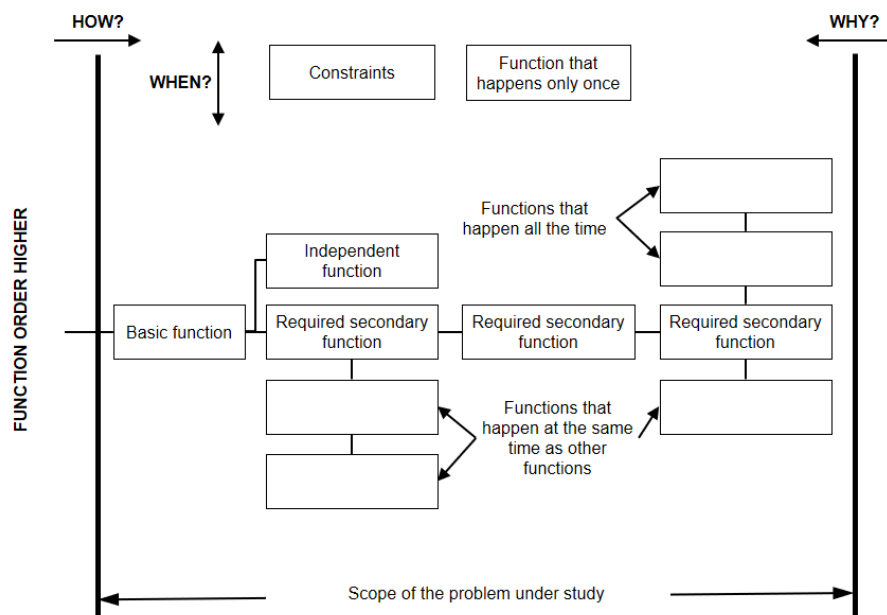 HOW?
WHY?
WHEN?
Constraints
Function that
happens only once
FUNCTION ORDER HIGHER
Functions that
happen all the time
Independent
function
Basic function
Required secondary
function
Required secondary
function
Required secondary
function
Functions that
happen at the same
time as other
functions
Scope of the problem under study